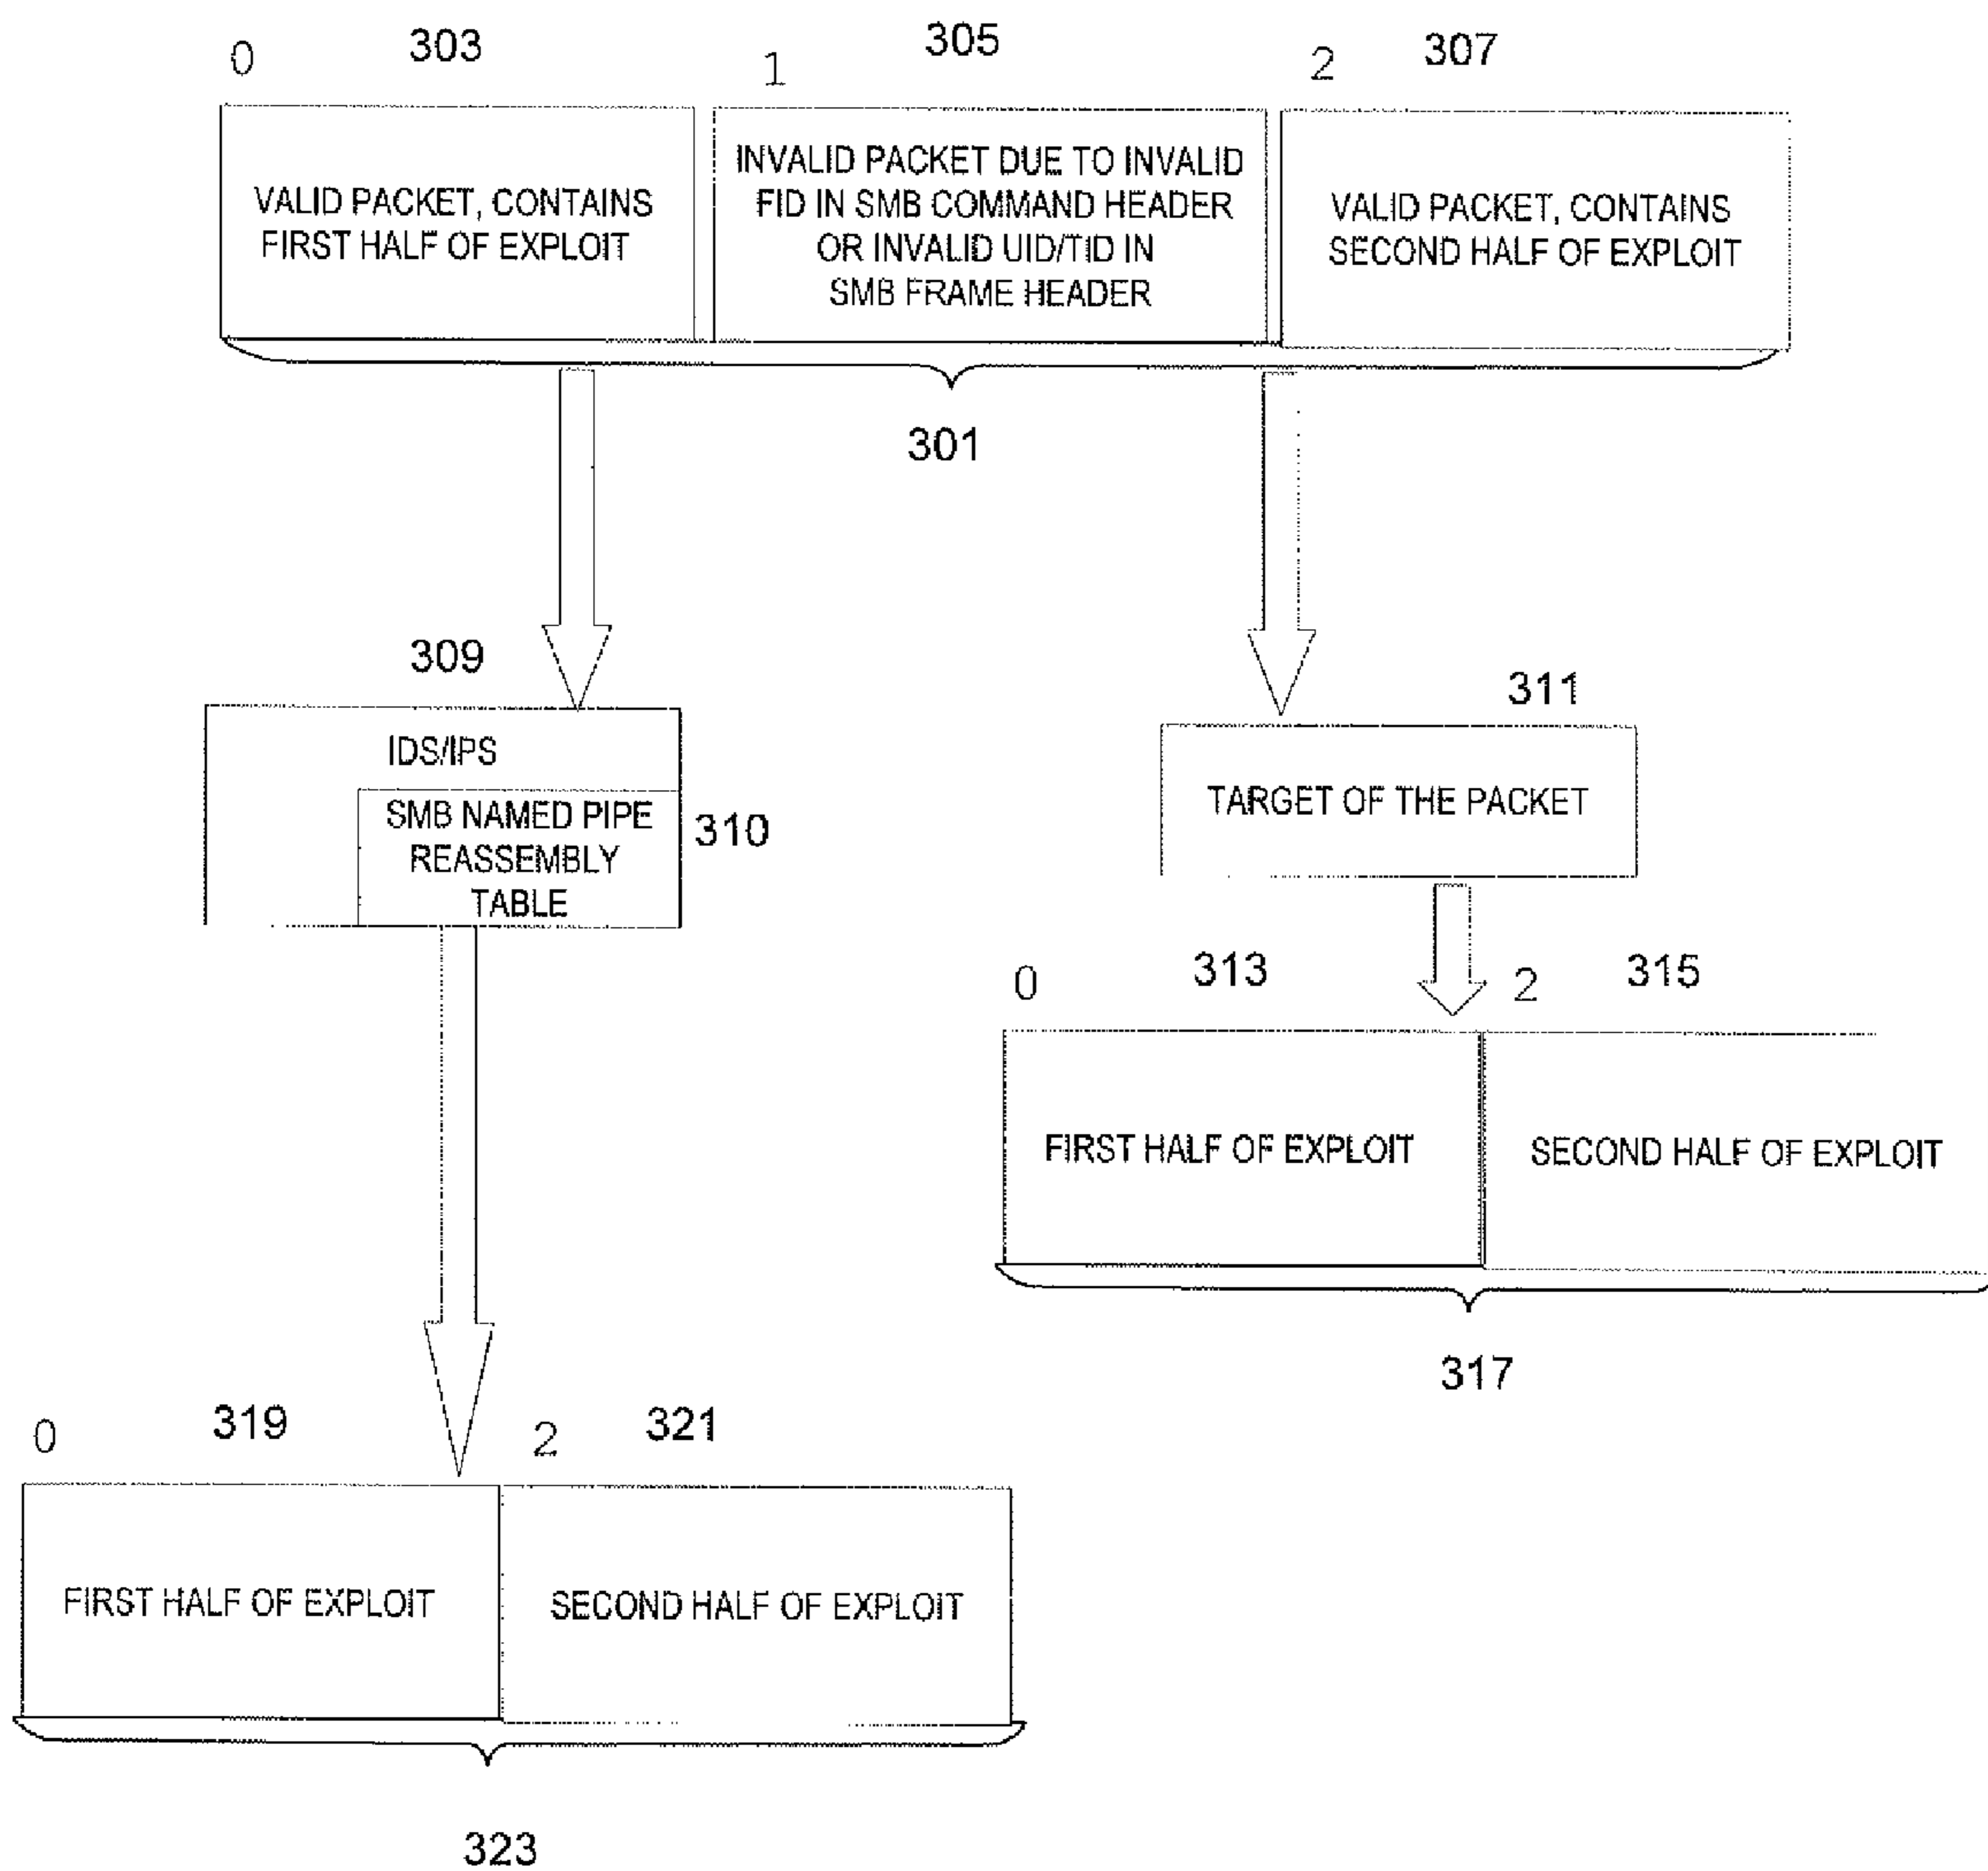 0
303
1
305
2
307
VALID PACKET, CONTAINS
FIRST HALF OF EXPLOIT
INVALID PACKET DUE TO INVALID
FID IN SMB COMMAND HEADER
OR INVALID UID/TID IN
SMB FRAME HEADER
VALID PACKET, CONTAINS
SECOND HALF OF EXPLOIT
301
309
IDS/IPS
SMB NAMED PIPE
REASSEMBLY
TABLE
310
311
TARGET OF THE PACKET
0
313
2
315
FIRST HALF OF EXPLOIT
SECOND HALF OF EXPLOIT
317
0
319
2
321
FIRST HALF OF EXPLOIT
SECOND HALF OF EXPLOIT
323